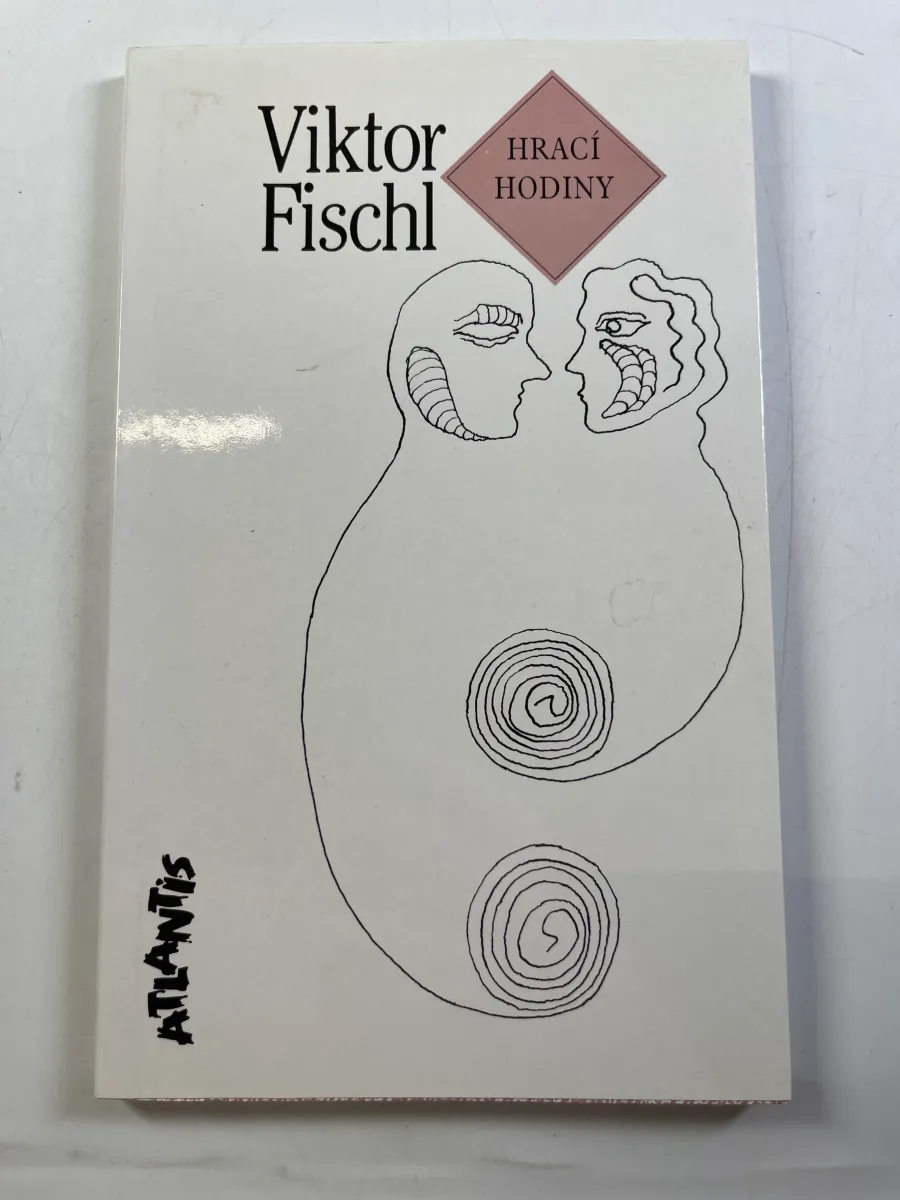 Viktor
Fischl
HRACÍ
HODINY
ATLANTIS